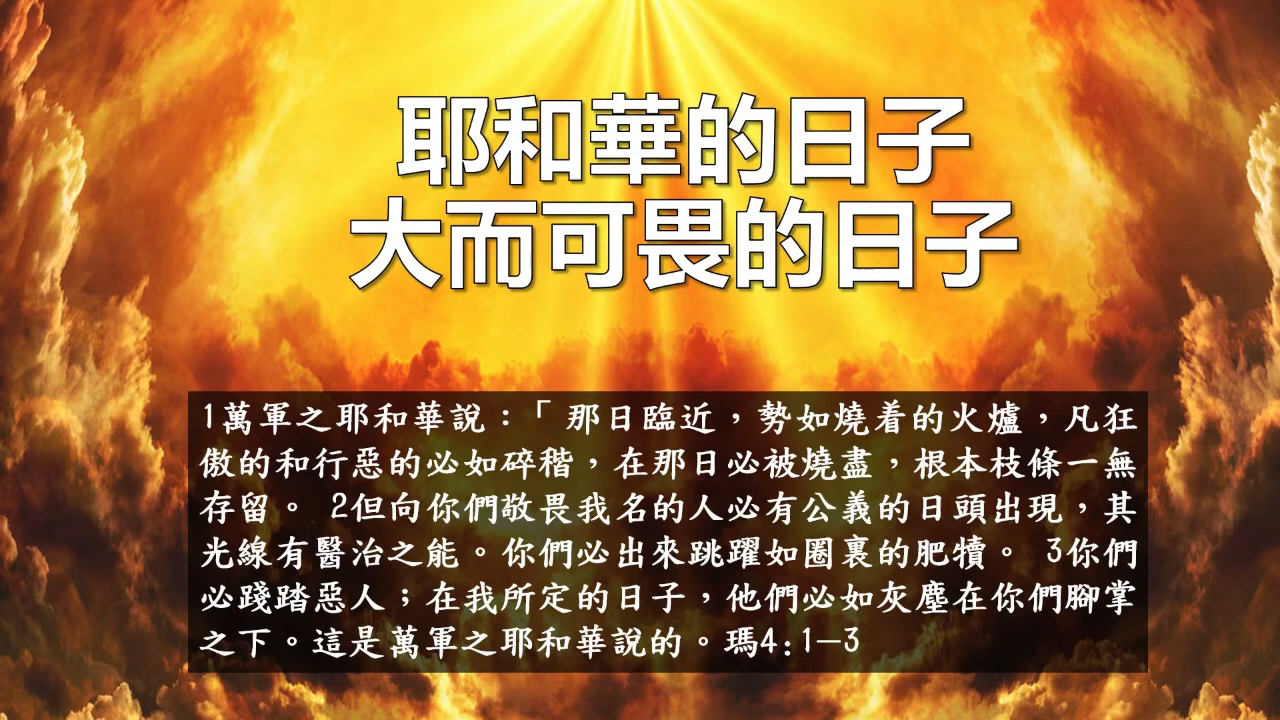 耶和華的日子
大而可畏的日子
1萬軍之耶和華說：「 那日臨近，勢如燒着的火爐，凡狂
傲的和行惡的必如碎稭，在那日必被燒盡，根本枝條一無
存留。 2但向你們敬畏我名的人必有公義的日頭出現，其
光線有醫治之能。你們必出來跳躍如圈裏的肥犢。 3你們
必踐踏惡人；在我所定的日子，他們必如灰塵在你們腳掌
之下。這是萬軍之耶和華說的。瑪4:1-3